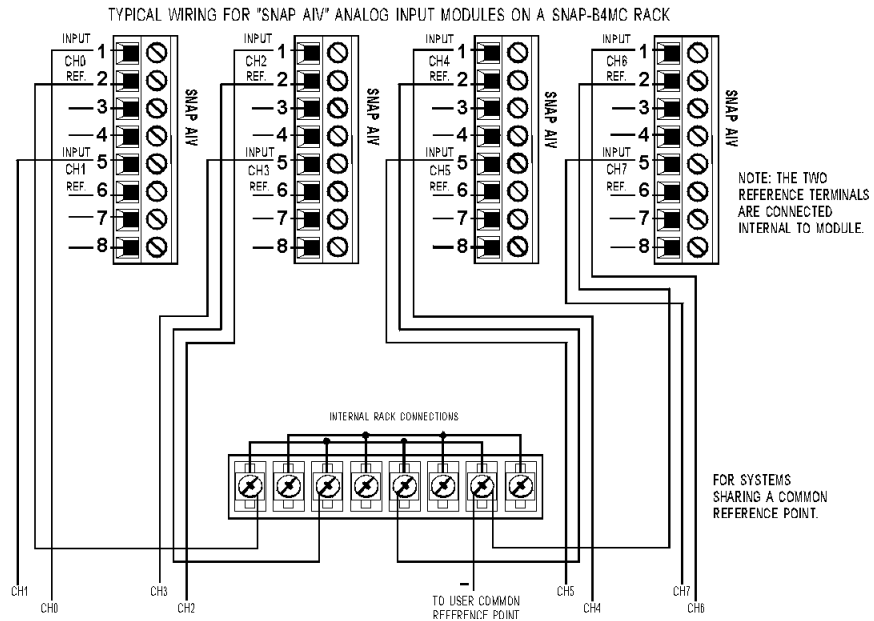 TYPICAL WIRING FOR "SNAP AIV" ANALOG INPUT MODULES ON A SNAP-B4MC RACK
INPUT 1
CH0
REF. 2
3
4
INPUT 5
CH1
REF. 6
7
8
SNAP AIV
INPUT 1
CH2
REF. 2
3
4
INPUT 5
CH3
REF. 6
7
8
SNAP AIV
INPUT 1
CH4
REF. 2
3
4
INPUT 5
CH5
REF. 6
7
8
SNAP AIV
INPUT 1
CH6
REF. 2
3
4
INPUT 5
CH7
REF. 6
7
8
SNAP AIV
NOTE: THE TWO
REFERENCE TERMINALS
ARE CONNECTED
INTERNAL TO MODULE.
INTERNAL RACK CONNECTIONS
FOR SYSTEMS
SHARING A COMMON
REFERENCE POINT.
CH1
CH0
CH3
CH2
–
TO USER COMMON
REFERENCE POINT
CH5
CH4
CH7
CH6